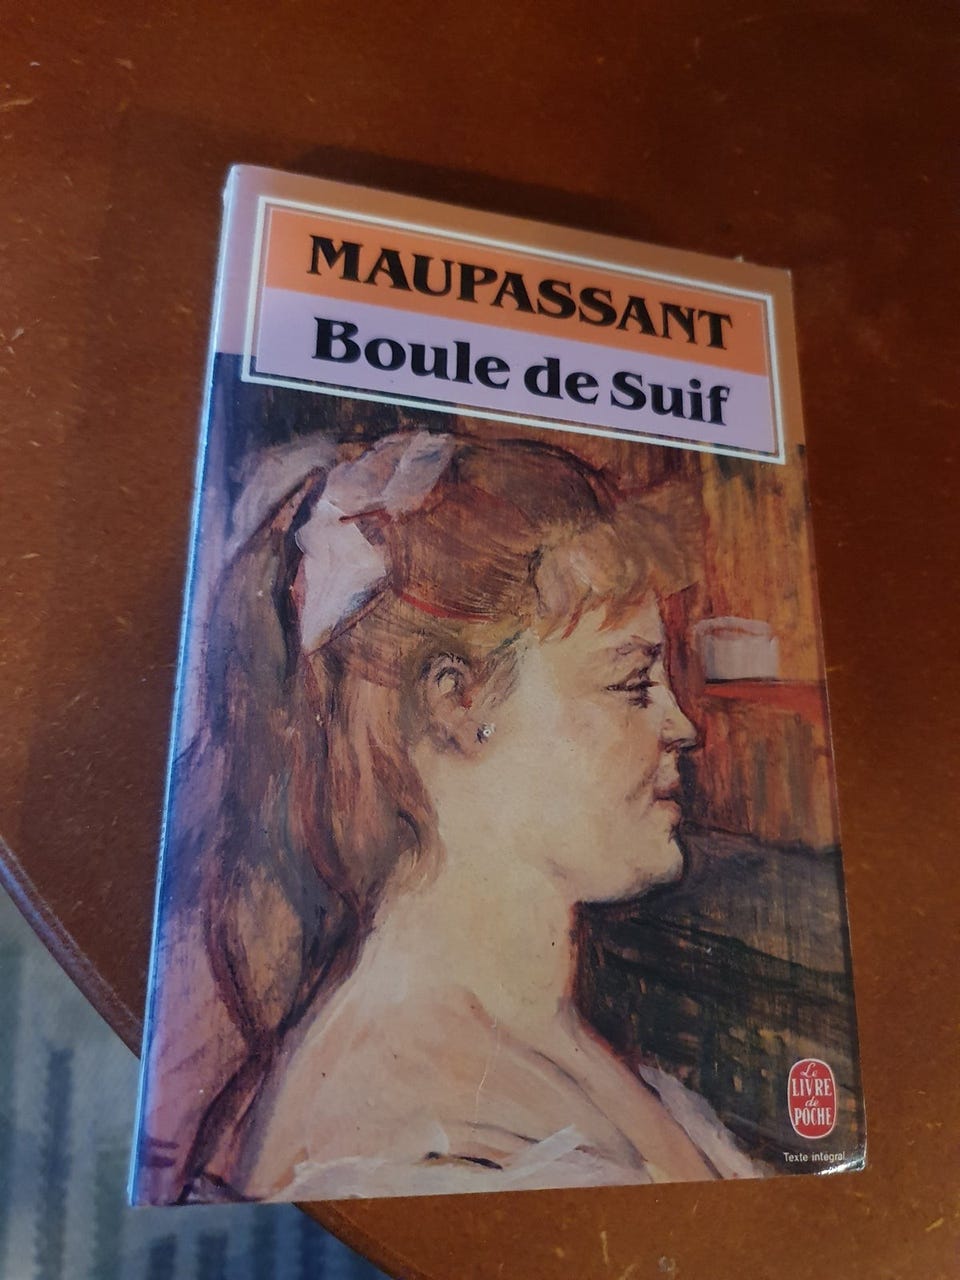 MAUPASSANT
Boule de Suif
Le
LIVRE
de
POCHE
Texte intégral